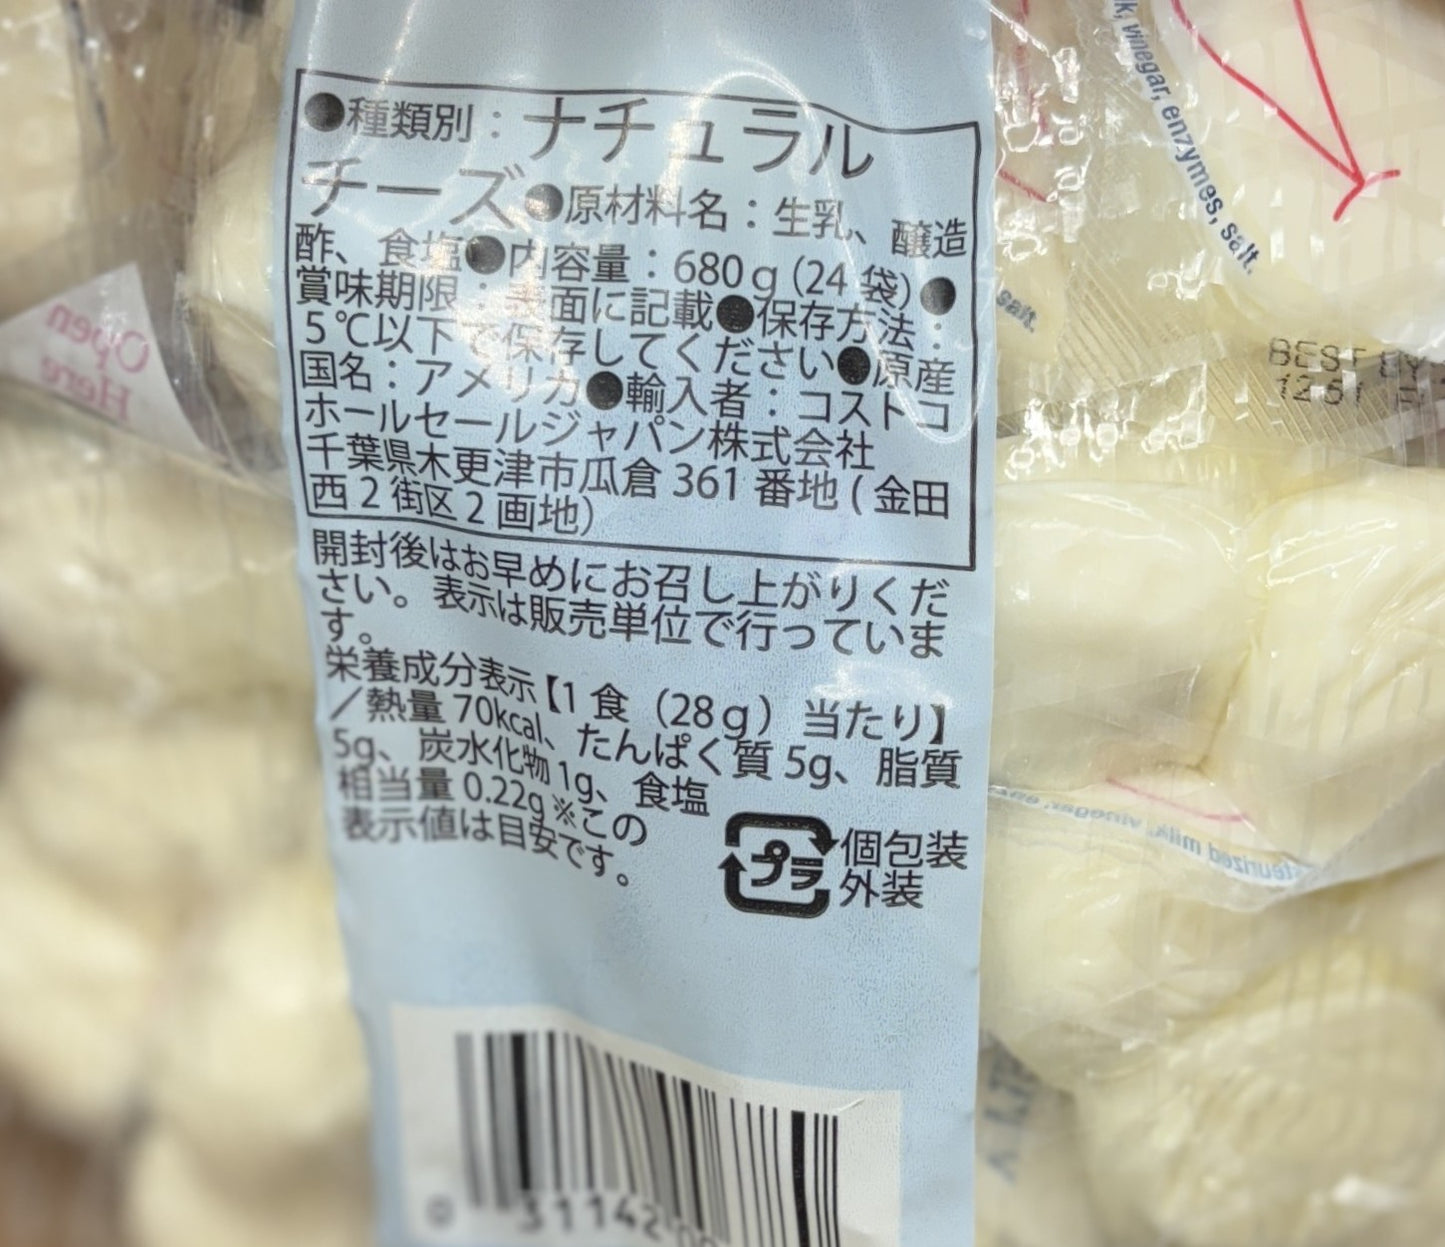 ●種類別：ナチュラル
チーズ●原材料名：生乳、醸造
酢、食塩●内容量：680g（24袋）●
賞味期限：表面に記載●保存方法：
5℃以下で保存してください●原産
国名：アメリカ●輸入者：コストコ
ホールセールジャパン株式会社
千葉県木更津市瓜倉361番地(金田
西2街区2画地)
開封後はお早めにお召し上がりくだ
さい。表示は販売単位で行っていま
す。
栄養成分表示【1食（28g）当たり】
／熱量70kcal、たんぱく質5g、脂質
5g、炭水化物1g、食塩
相当量0.22g※この
表示値は目安です。
プラ
個包装
外装
vinegar, enzymes, salt.
salt.
BEST BY
Open
Here
milk, vinegar,